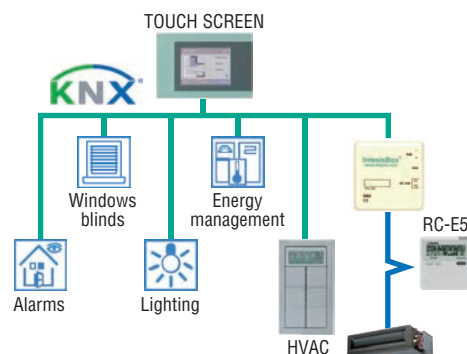 TOUCH SCREEN
KNX®
IntesisBox®
Windows
blinds
Energy
management
RC-E5
Alarms
Lighting
HVAC